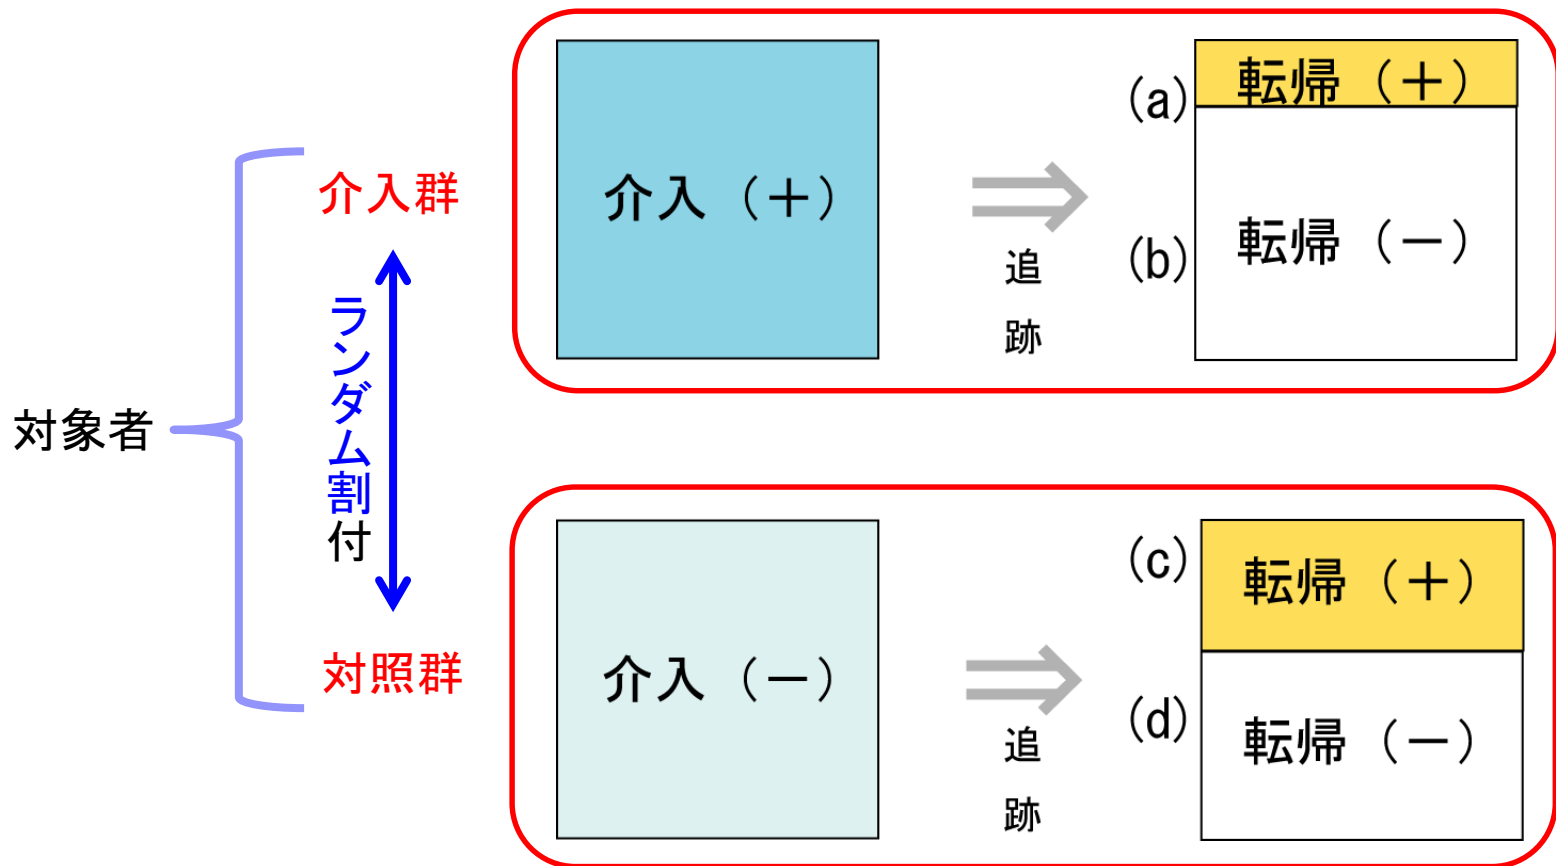 対象者
介入群
ランダム割付
対照群
介入（＋）
追
跡
(a)
転帰（＋）
(b)
転帰（－）
介入（－）
追
跡
(c)
転帰（＋）
(d)
転帰（－）